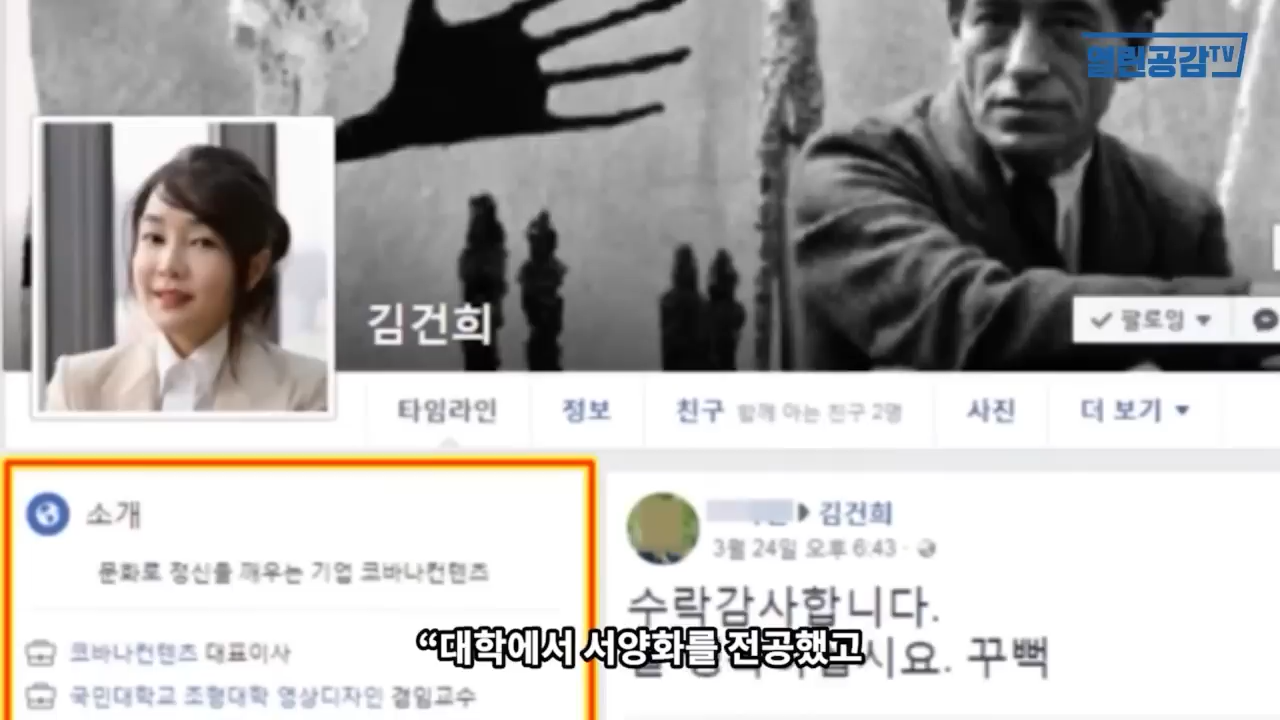 열린공감TV
김건희
팔로잉
타임라인 정보 친구 함께 아는 친구 2명 사진 더 보기
소개
문화로 정신을 깨우는 기업 코바나컨텐츠
코바나컨텐츠 대표이사
국민대학교 조형대학 영상디자인 겸임교수
김건희
3월 24일 오후 6:43
수락감사합니다.
꾸뻑
“대학에서 서양화를 전공했고